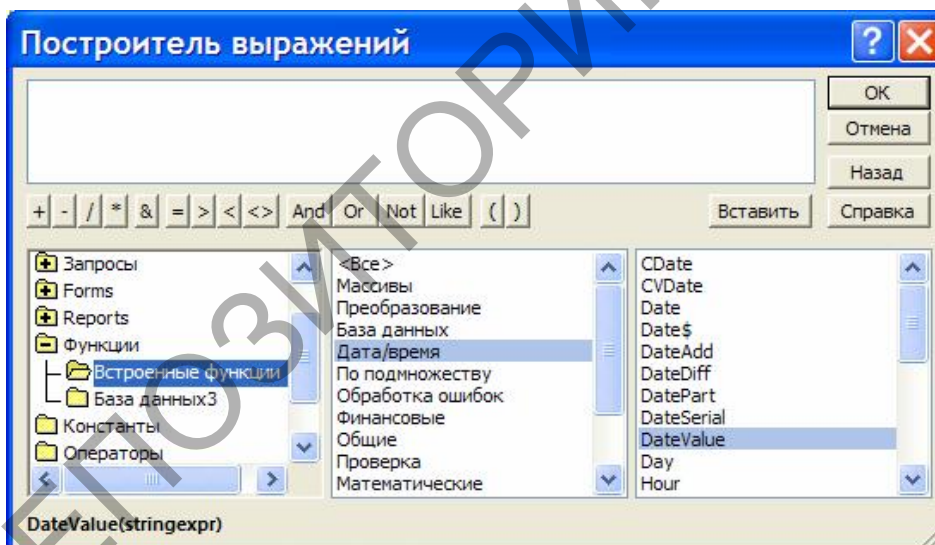 Построитель выражений
OK
Отмена
Назад
+ - / * & = > < <> And Or Not Like ( ) Вставить Справка
Запросы
Forms
Reports
Функции
Встроенные функции
База данных3
Константы
Операторы
<Все>
Массивы
Преобразование
База данных
Дата/время
По подмножеству
Обработка ошибок
Финансовые
Общие
Проверка
Математические
CDate
CVDate
Date
Date$
DateAdd
DateDiff
DatePart
DateSerial
DateValue
Day
Hour
DateValue(stringexpr)
ЕПОЗИТОРИ